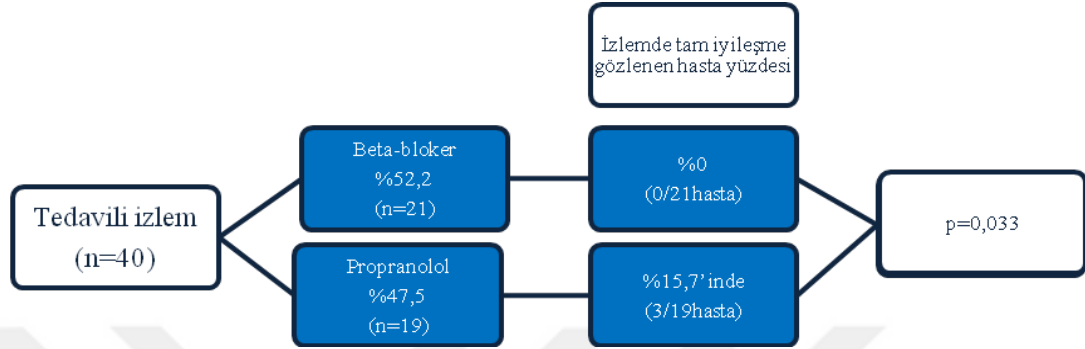 İzlemde tam iyileşme
gözlenen hasta yüzdesi
Tedavili izlem
(n=40)
Beta-bloker
%52,2
(n=21)
%0
(0/21hasta)
Propranolol
%47,5
(n=19)
%15,7’inde
(3/19hasta)
p=0,033